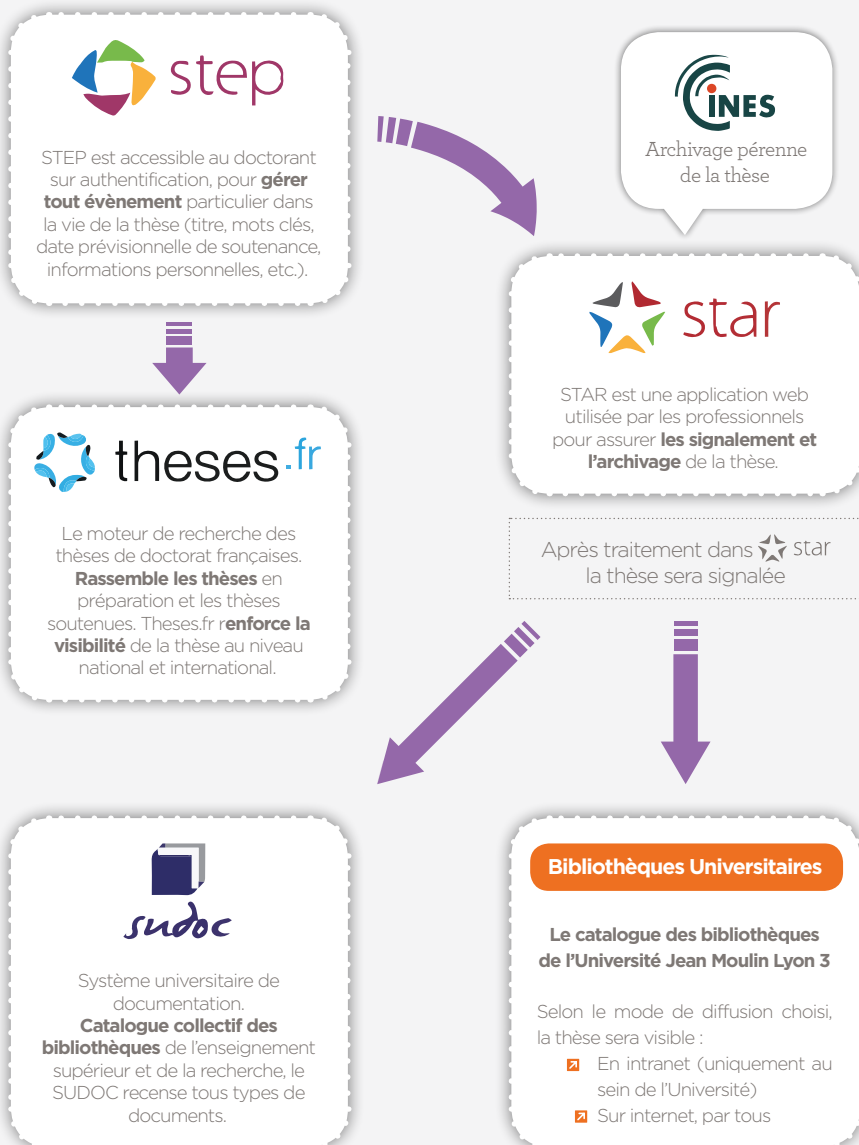 step
STEP est accessible au doctorant
sur authentification, pour gérer
tout évènement particulier dans
la vie de la thèse (titre, mots clés,
date prévisionnelle de soutenance,
informations personnelles, etc.).
CINES
Archivage pérenne
de la thèse
star
STAR est une application web
utilisée par les professionnels
pour assurer les signalement et
l'archivage de la thèse.
theses.fr
Le moteur de recherche des
thèses de doctorat françaises.
Rassemble les thèses en
préparation et les thèses
soutenues. Theses.fr renforce la
visibilité de la thèse au niveau
national et international.
Après traitement dans star
la thèse sera signalée
sudoc
Système universitaire de
documentation.
Catalogue collectif des
bibliothèques de l'enseignement
supérieur et de la recherche, le
SUDOC recense tous types de
documents.
Bibliothèques Universitaires
Le catalogue des bibliothèques
de l'Université Jean Moulin Lyon 3
Selon le mode de diffusion choisi,
la thèse sera visible :
En intranet (uniquement au
sein de l'Université)
Sur internet, par tous